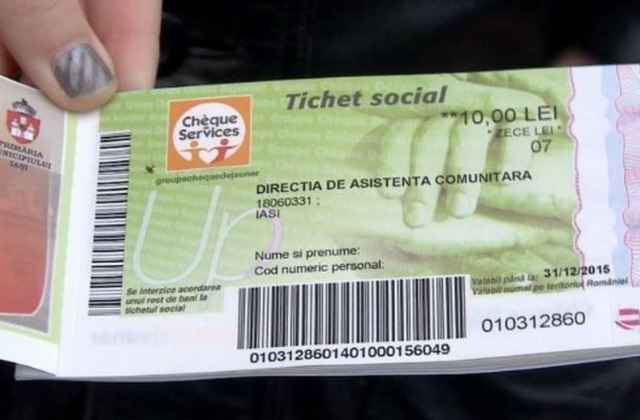 PRIMĂRIA
MUNICIPIULUI
IAȘI
Chèque
Services
groupechequedejeuner
Tichet social
**10,00 LEI
* ZECE LEI *
07
DIRECTIA DE ASISTENTA COMUNITARA
18060331 ;
IASI
Up
Nume si prenume:
Cod numeric personal:
Se interzice acordarea
unui rest de bani la
tichetul social
Valabil până la: 31/12/2015
Valabil numai pe teritoriul României
010312860
0103128601401000156049